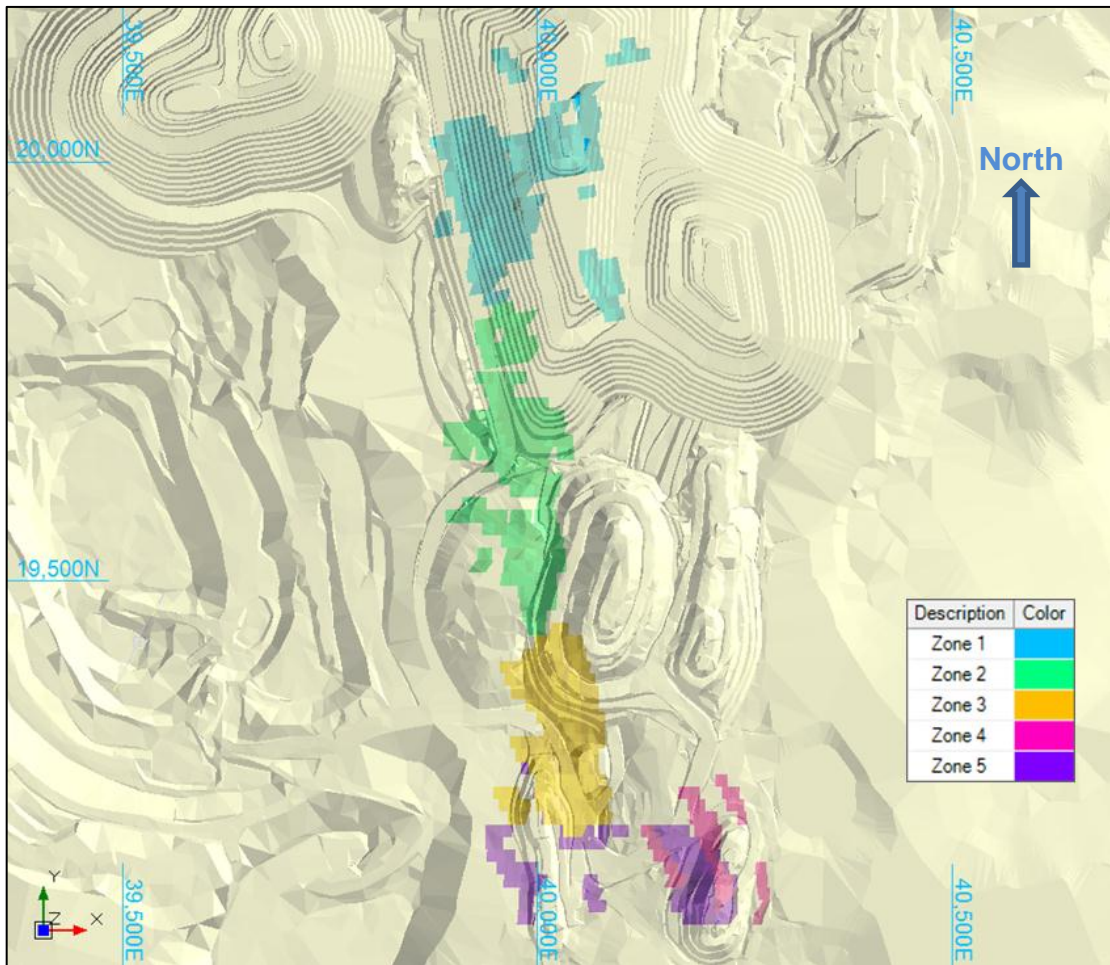 39,500E
40,000E
40,500E
20,000N
North
19,500N
Description Color
Zone 1
Zone 2
Zone 3
Zone 4
Zone 5
Y
Z X
39,500E
40,000E
40,500E